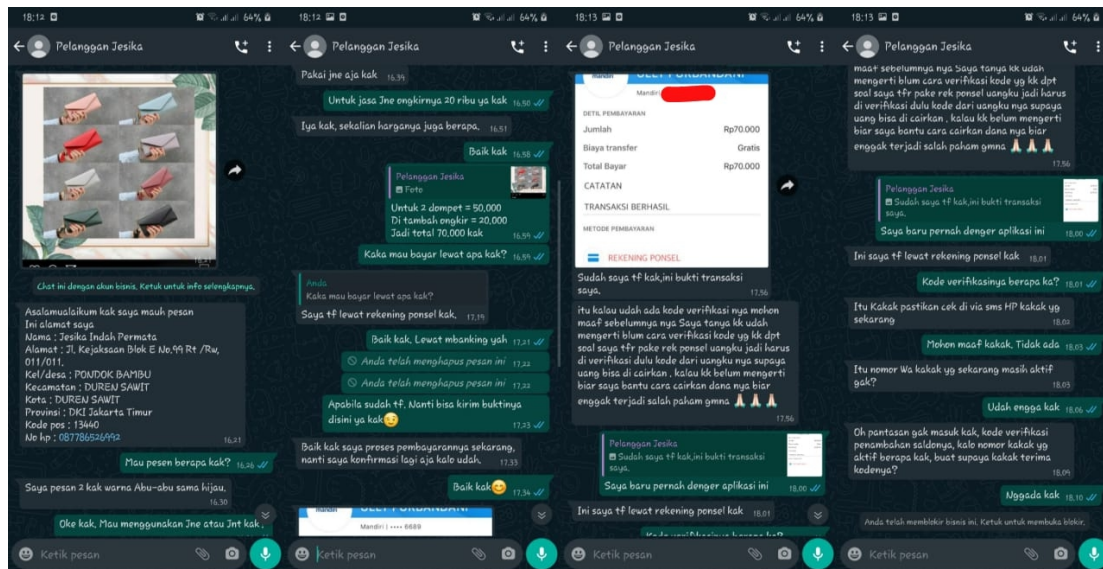 18:12
64%
Pelanggan Jesika
Chat ini dengan akun bisnis. Ketuk untuk info selengkapnya.
Asalamualaikum kak saya mauh pesan
Ini alamat saya
Nama : Jesika Indah Permata
Alamat : Jl. Kejaksaan Blok E No.99 Rt /Rw,
011/011.
Kel/desa : PONDOK BAMBU
Kecamatan : DUREN SAWIT
Kota : DUREN SAWIT
Provinsi : DKI Jakarta Timur
Kode pos : 13440
No hp : 087786526992
16.21
Mau pesen berapa kak? 16.26
Saya pesan 2 kak warna Abu-abu sama hijau.
16.30
Oke kak, Mau menggunakan Jne atau Jnt kak
Ketik pesan
18:12
64%
Pelanggan Jesika
Pakai jne aja kak 16.39
Untuk jasa Jne ongkirnya 20 ribu ya kak 16.50
Iya kak, sekalian harganya juga berapa. 16.51
Baik kak 16.58
Pelanggan Jesika
Foto
Untuk 2 dompet = 50,000
Di tambah ongkir = 20,000
Jadi total 70,000 kak 16.59
Kaka mau bayar lewat apa kak? 16.59
Anda
Kaka mau bayar lewat apa kak?
Saya tf lewat rekening ponsel kak. 17.19
Baik kak, Lewat mbanking yah 17.21
Anda telah menghapus pesan ini 17.22
Anda telah menghapus pesan ini 17.22
Apabila sudah tf. Nanti bisa kirim buktinya
disini ya kak😉 17.23
Baik kak saya proses pembayarannya sekarang,
nanti saya konfirmasi lagi aja kalo udah. 17.33
Baik kak😊 17.34
mandiri
Mandiri | •••• 6689
Ketik pesan
18:13
64%
Pelanggan Jesika
mandiri
Mandiri
DETIL PEMBAYARAN
Jumlah Rp70.000
Biaya transfer Gratis
Total Bayar Rp70.000
CATATAN
TRANSAKSI BERHASIL
METODE PEMBAYARAN
REKENING PONSEL
Sudah saya tf kak,ini bukti transaksi
saya. 17.56
itu kalau udah ada kode verifikasi nya mohon
maaf sebelumnya nya Saya tanya kk udah
mengerti blum cara verifikasi kode yg kk dpt
soal saya tfr pake rek ponsel uangku jadi harus
di verifikasi dulu kode dari uangku nya supaya
uang bisa di cairkan , kalau kk belum mengerti
biar saya bantu cara cairkan dana nya biar
enggak terjadi salah paham gmna 🙏🏻 🙏🏻 🙏🏻
17.56
Pelanggan Jesika
Sudah saya tf kak,ini bukti transaksi
saya.
Saya baru pernah denger aplikasi ini 18.00
Ini saya tf lewat rekening ponsel kak 18.01
Kode verifikasinya berapa ka?
Ketik pesan
18:13
64%
Pelanggan Jesika
maaf sebelumnya nya Saya tanya kk udah
mengerti blum cara verifikasi kode yg kk dpt
soal saya tfr pake rek ponsel uangku jadi harus
di verifikasi dulu kode dari uangku nya supaya
uang bisa di cairkan , kalau kk belum mengerti
biar saya bantu cara cairkan dana nya biar
enggak terjadi salah paham gmna 🙏🏻 🙏🏻 🙏🏻
17.56
Pelanggan Jesika
Sudah saya tf kak,ini bukti transaksi
saya.
Saya baru pernah denger aplikasi ini 18.00
Ini saya tf lewat rekening ponsel kak 18.01
Kode verifikasinya berapa ka? 18.01
Itu Kakak pastikan cek di via sms HP kakak yg
sekarang 18.02
Mohon maaf kakak, Tidak ada 18.03
Itu nomor Wa kakak yg sekarang masih aktif
gak? 18.03
Udah engga kak 18.06
Oh pantasan gak masuk kak, kode verifikasi
penambahan saldonya, kalo nomor kakak yg
aktif berapa kak, buat supaya kakak terima
kodenya? 18.09
Nggada kak 18.10
Anda telah memblokir bisnis ini. Ketuk untuk membuka blokir.
Ketik pesan